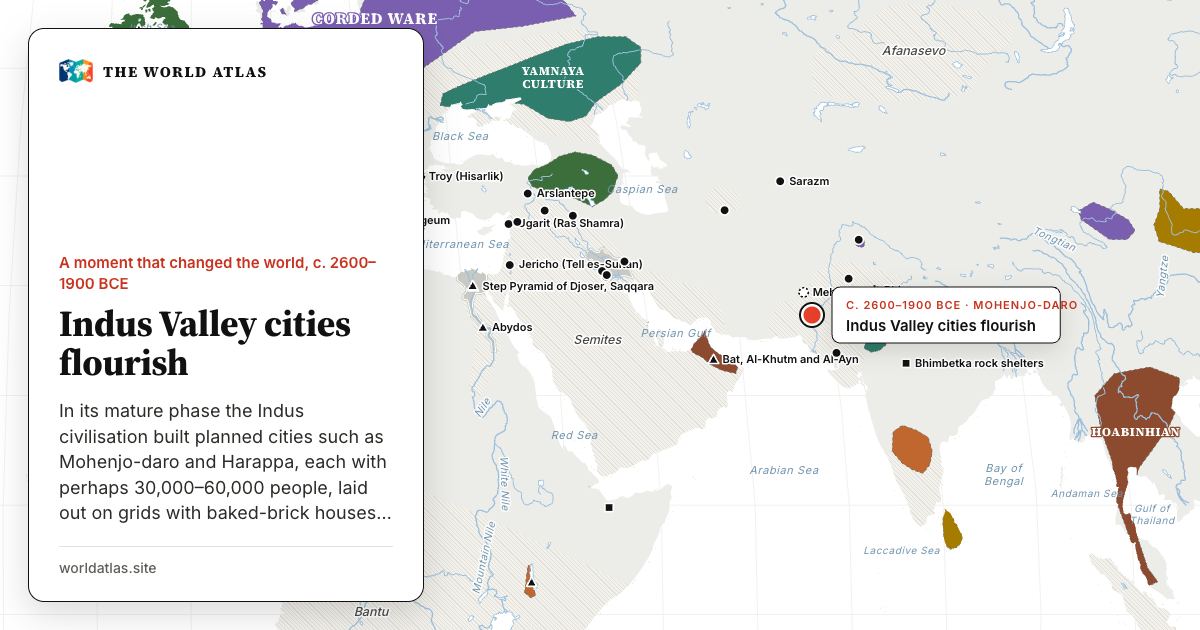 CORDED WARE
THE WORLD ATLAS
A moment that changed the world, c. 2600–
1900 BCE
Indus Valley cities
flourish
In its mature phase the Indus
civilisation built planned cities such as
Mohenjo-daro and Harappa, each with
perhaps 30,000–60,000 people, laid
out on grids with baked-brick houses…
worldatlas.site
YAMNAYA
CULTURE
Afanasevo
Black Sea
Troy (Hisarlik)
Arslantepe
Caspian Sea
Sarazm
geum
Ugarit (Ras Shamra)
diterranean Sea
Jericho (Tell es-Sultan)
Step Pyramid of Djoser, Saqqara
Abydos
Semites
Persian Gulf
Meh
C. 2600–1900 BCE · MOHENJO-DARO
Indus Valley cities flourish
Bat, Al-Khutm and Al-Ayn
Bhimbetka rock shelters
Tongtian
Yangtze
Nile
Red Sea
White Nile
Mountain Nile
Arabian Sea
Bay of
Bengal
HOABINHIAN
Andaman Sea
Gulf of
Thailand
Laccadive Sea
Bantu